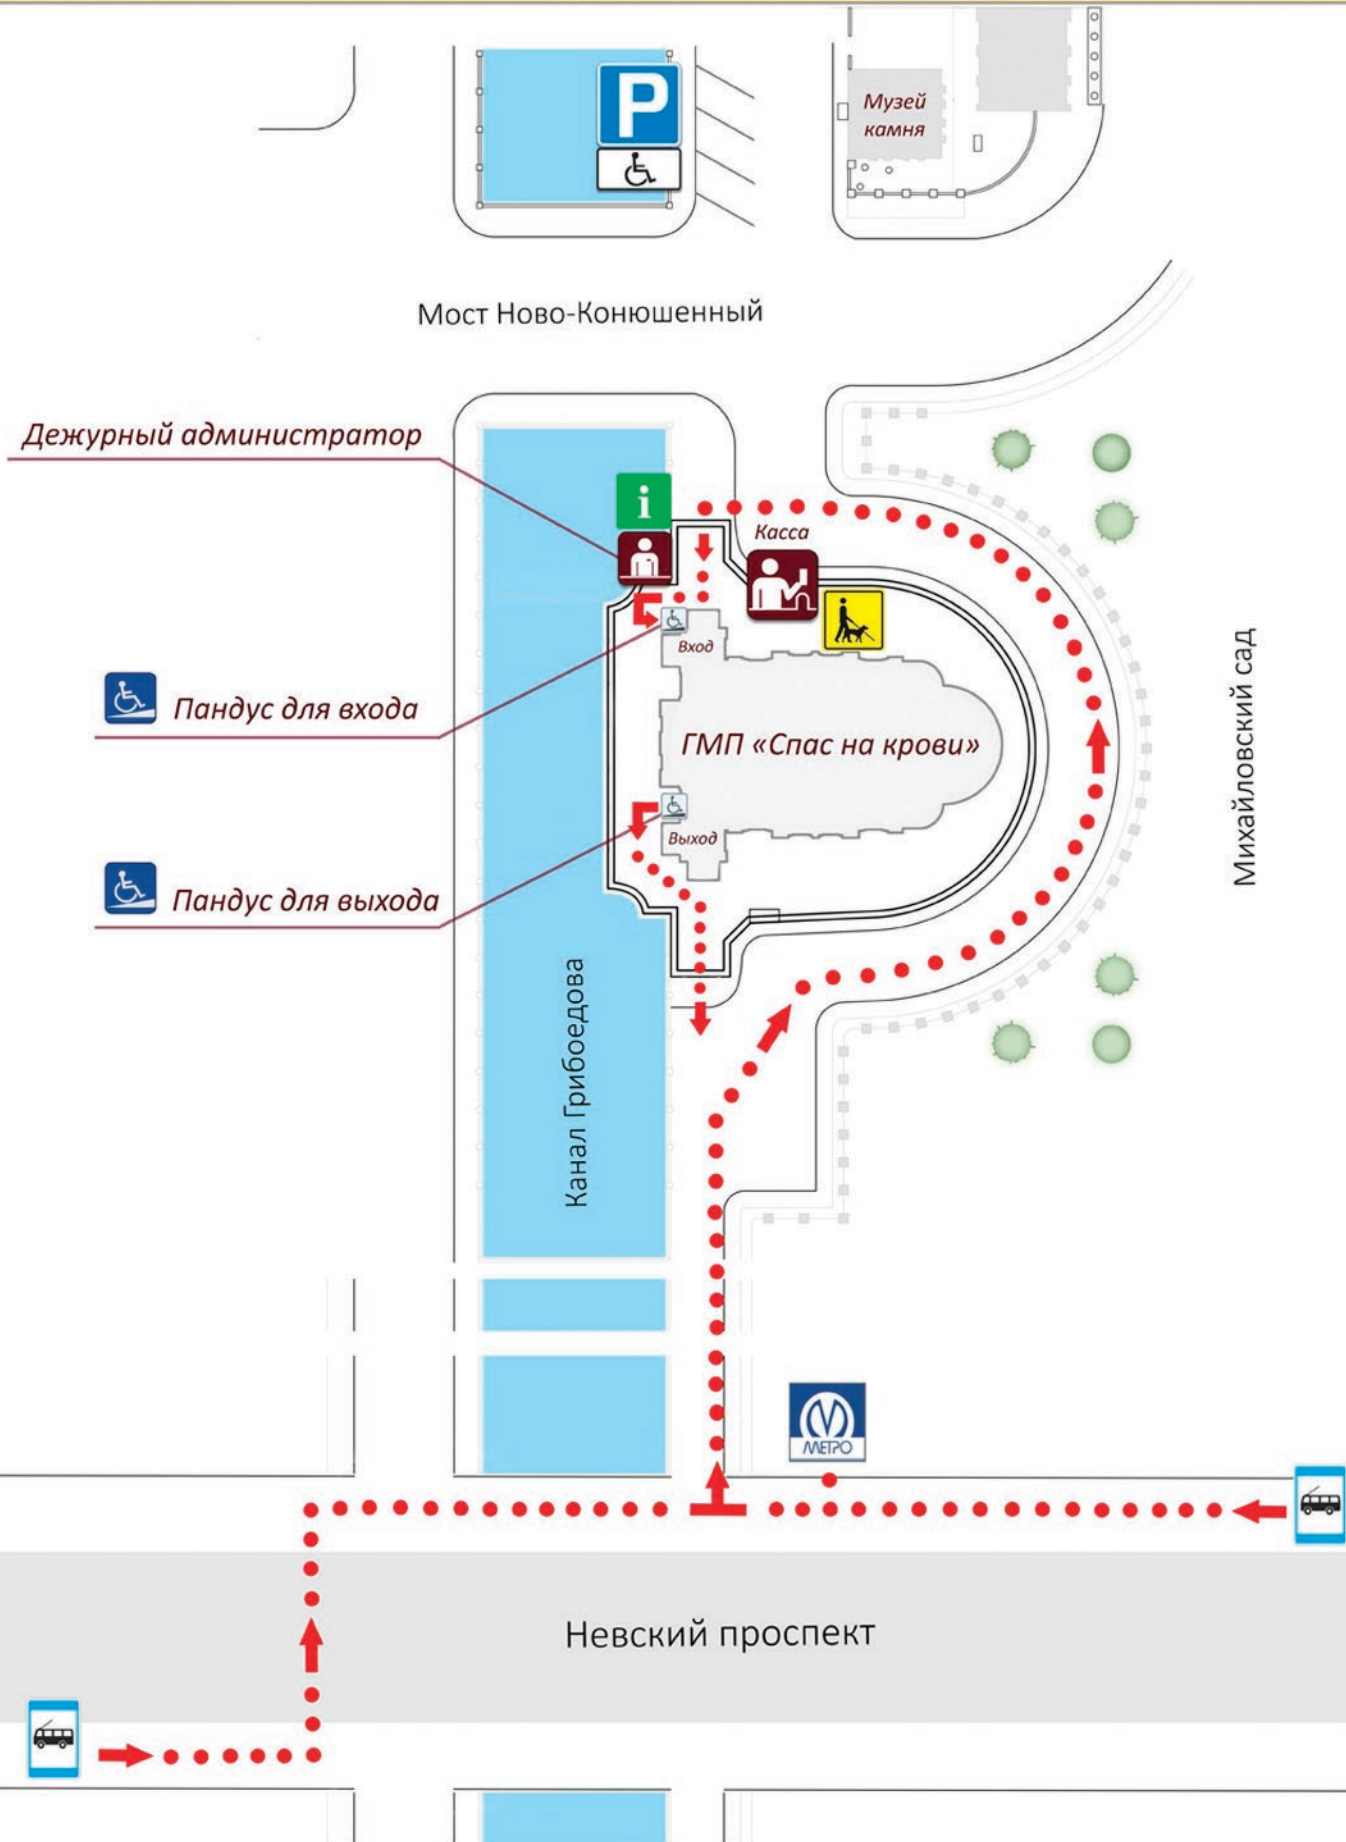 P
Музей
камня
Мост Ново-Конюшенный
Дежурный администратор
i
Касса
Вход
Пандус для входа
ГМП «Спас на крови»
Михайловский сад
Выход
Пандус для выхода
Канал Грибоедова
МЕТРО
Невский проспект